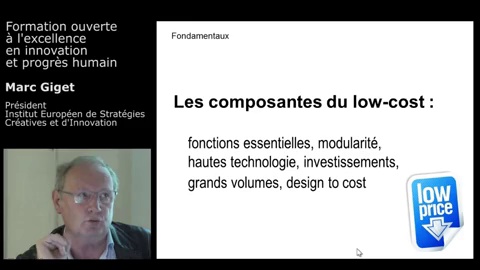 Formation ouverte
à l'excellence
en innovation
et progrès humain
Marc Giget
Président
Institut Européen de Stratégies
Créatives et d'Innovation
Fondamentaux
Les composantes du low-cost :
fonctions essentielles, modularité,
hautes technologie, investissements,
grands volumes, design to cost
low
price